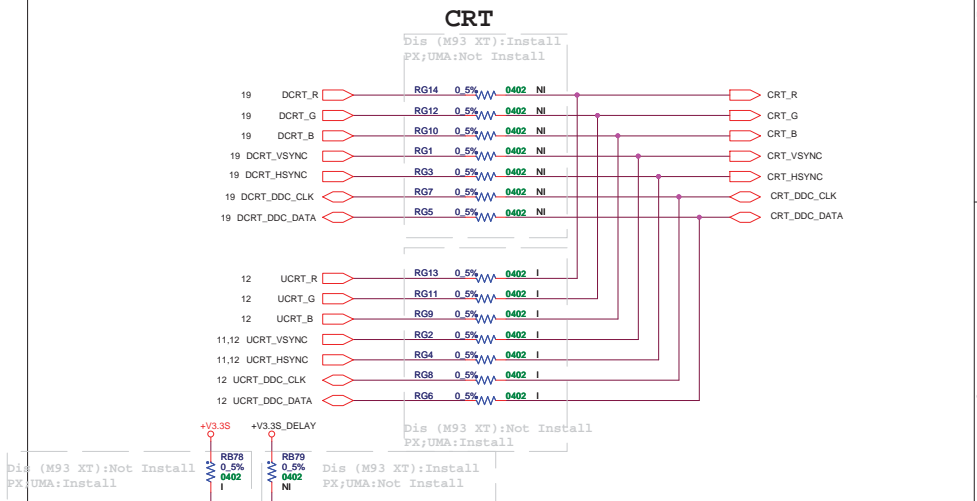 CRT
Dis (M93 XT):Install
PX;UMA:Not Install
19 DCRT_R RG14 0_5% 0402 NI CRT_R
19 DCRT_G RG12 0_5% 0402 NI CRT_G
19 DCRT_B RG10 0_5% 0402 NI CRT_B
19 DCRT_VSYNC RG1 0_5% 0402 NI CRT_VSYNC
19 DCRT_HSYNC RG3 0_5% 0402 NI CRT_HSYNC
19 DCRT_DDC_CLK RG7 0_5% 0402 NI CRT_DDC_CLK
19 DCRT_DDC_DATA RG5 0_5% 0402 NI CRT_DDC_DATA
12 UCRT_R RG13 0_5% 0402 I
12 UCRT_G RG11 0_5% 0402 I
12 UCRT_B RG9 0_5% 0402 I
11,12 UCRT_VSYNC RG2 0_5% 0402 I
11,12 UCRT_HSYNC RG4 0_5% 0402 I
12 UCRT_DDC_CLK RG8 0_5% 0402 I
12 UCRT_DDC_DATA RG6 0_5% 0402 I
Dis (M93 XT):Not Install
PX;UMA:Install
+V3.3S +V3.3S_DELAY
RB78 RB79
Dis (M93 XT):Not Install 0_5% 0_5% Dis (M93 XT):Install
0402 0402
PX;UMA:Install I NI PX;UMA:Not Install